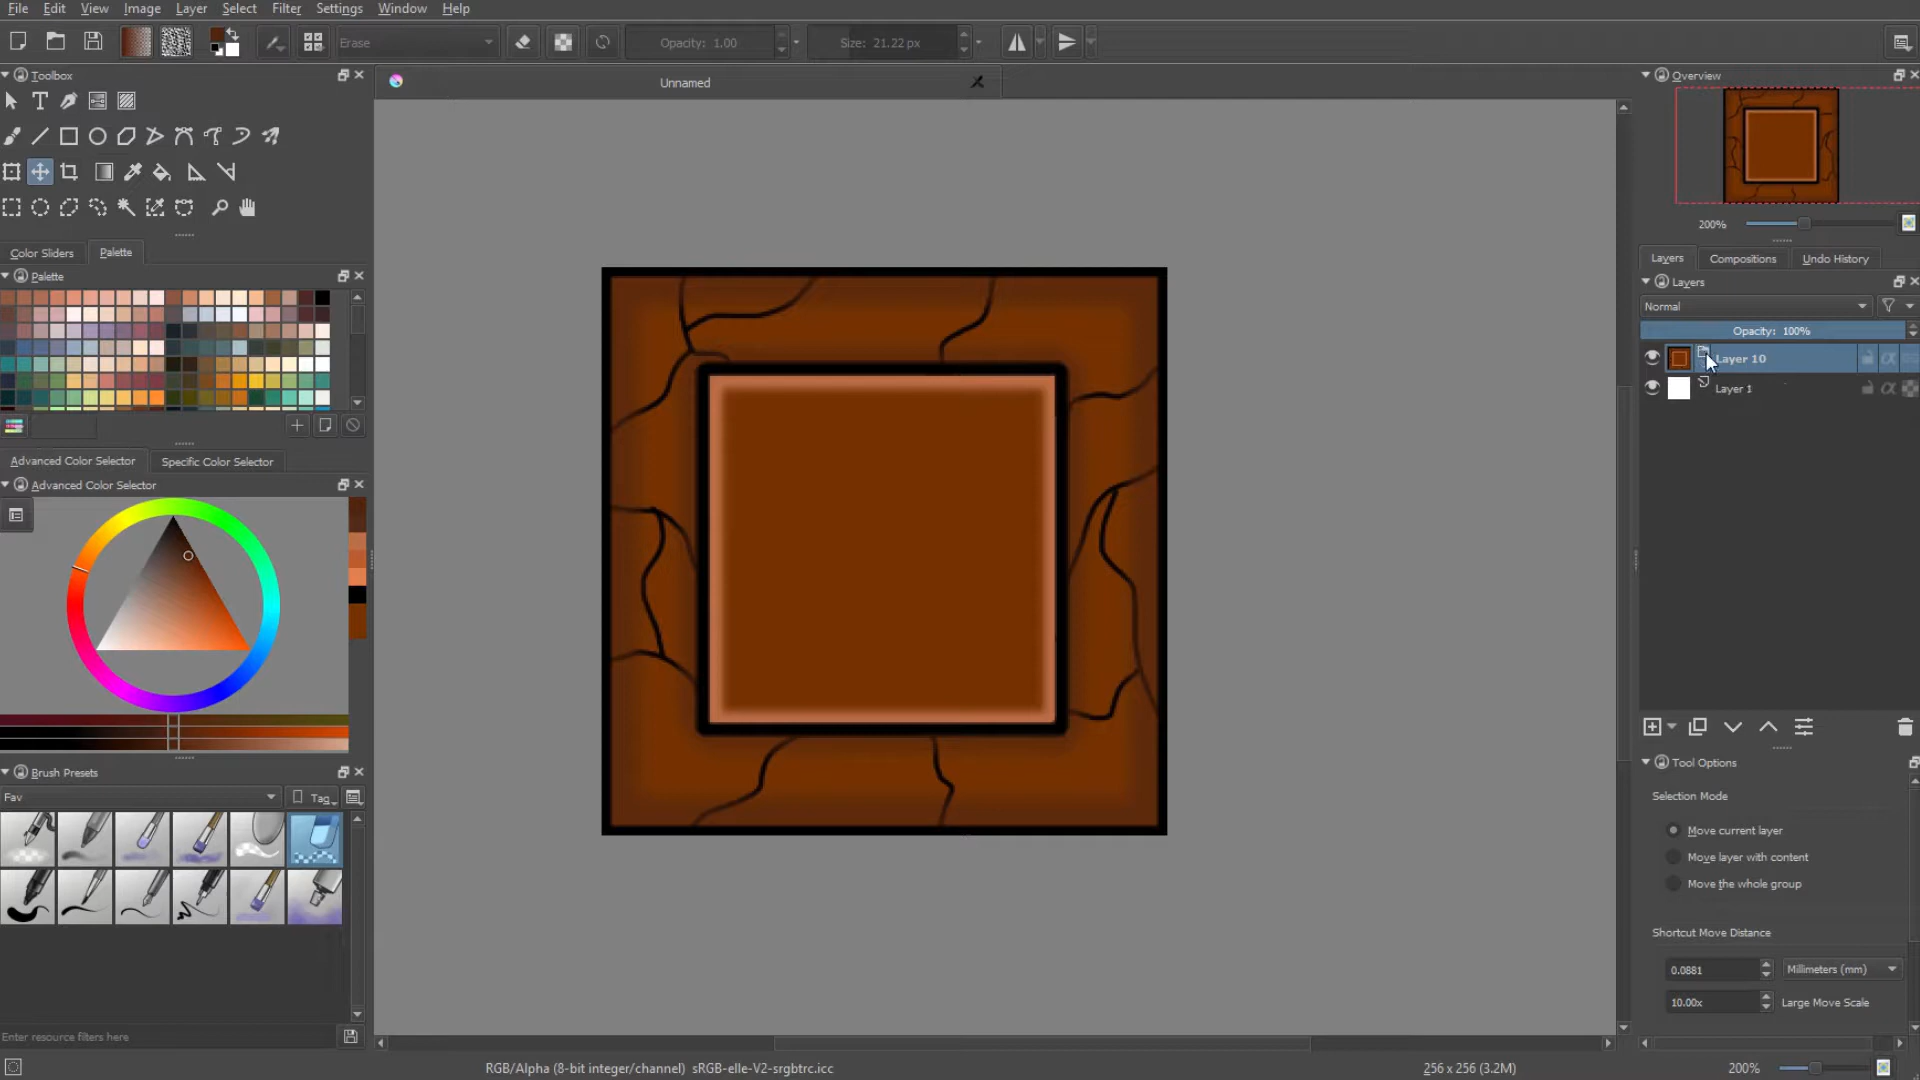 File Edit View Image Layer Select Filter Settings Window Help
Erase
Opacity: 1.00
Size: 21.22 px
Toolbox
Unnamed
Overview
200%
Color Sliders
Palette
Palette
Layers
Compositions
Undo History
Layers
Normal
Opacity: 100%
Layer 10
Layer 1
Advanced Color Selector
Specific Color Selector
Advanced Color Selector
Brush Presets
Fav
Tag
Tool Options
Selection Mode
Move current layer
Move layer with content
Move the whole group
Shortcut Move Distance
0.0881
Millimeters (mm)
10.00x
Large Move Scale
Enter resource filters here
RGB/Alpha (8-bit integer/channel) sRGB-elle-V2-srgbtrc.icc
256 x 256 (3.2M)
200%